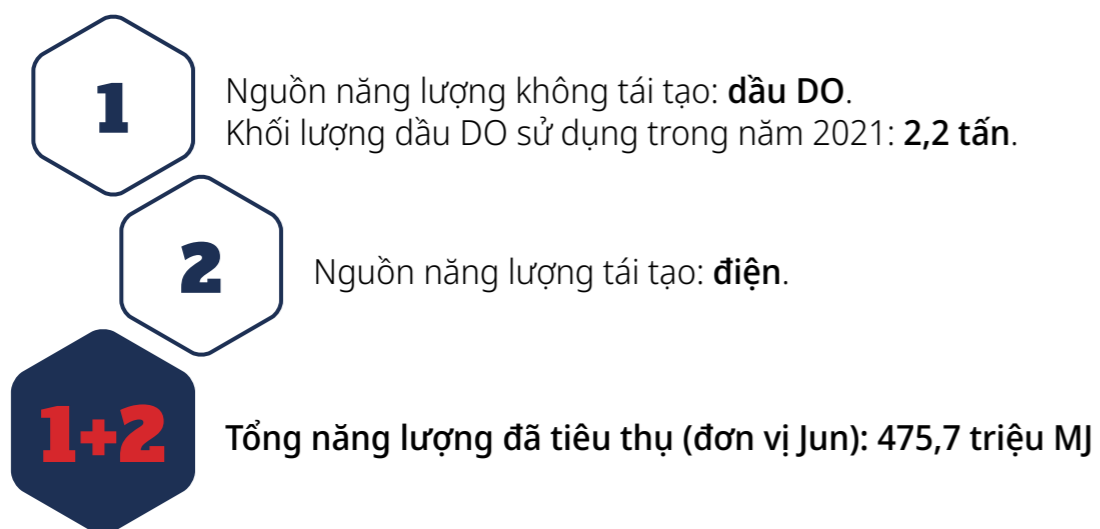 1
Nguồn năng lượng không tái tạo: dầu DO.
Khối lượng dầu DO sử dụng trong năm 2021: 2,2 tấn.
2
Nguồn năng lượng tái tạo: điện.
1+2
Tổng năng lượng đã tiêu thụ (đơn vị Jun): 475,7 triệu MJ